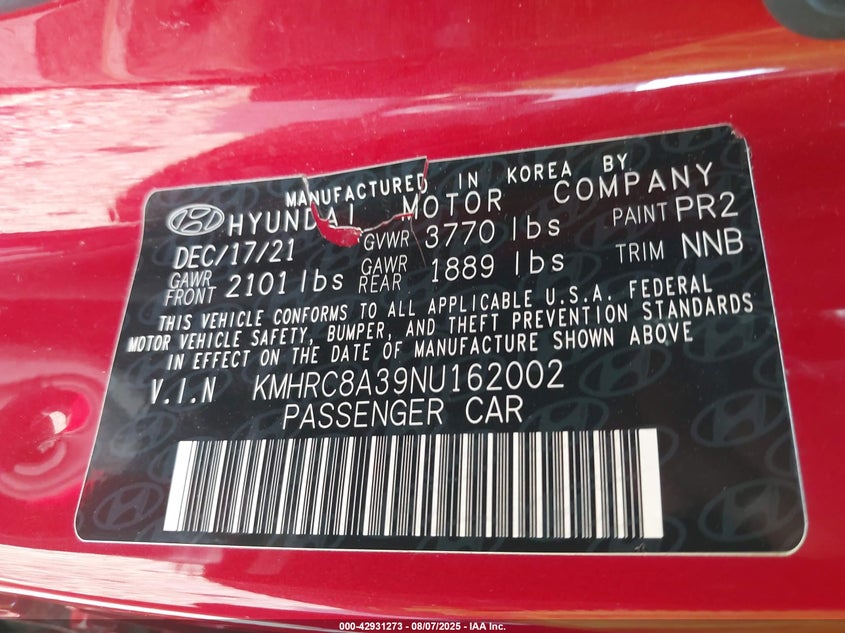 MANUFACTURED IN KOREA BY
HYUNDAI MOTOR COMPANY
DEC/17/21 GVWR 3770 lbs PAINT PR2
GAWR FRONT 2101 lbs GAWR REAR 1889 lbs TRIM NNB
THIS VEHICLE CONFORMS TO ALL APPLICABLE U.S.A. FEDERAL
MOTOR VEHICLE SAFETY, BUMPER, AND THEFT PREVENTION STANDARDS
IN EFFECT ON THE DATE OF MANUFACTURE SHOWN ABOVE
V.I.N KMHRC8A39NU162002
PASSENGER CAR
000-42931273 - 08/07/2025 - IAA Inc.